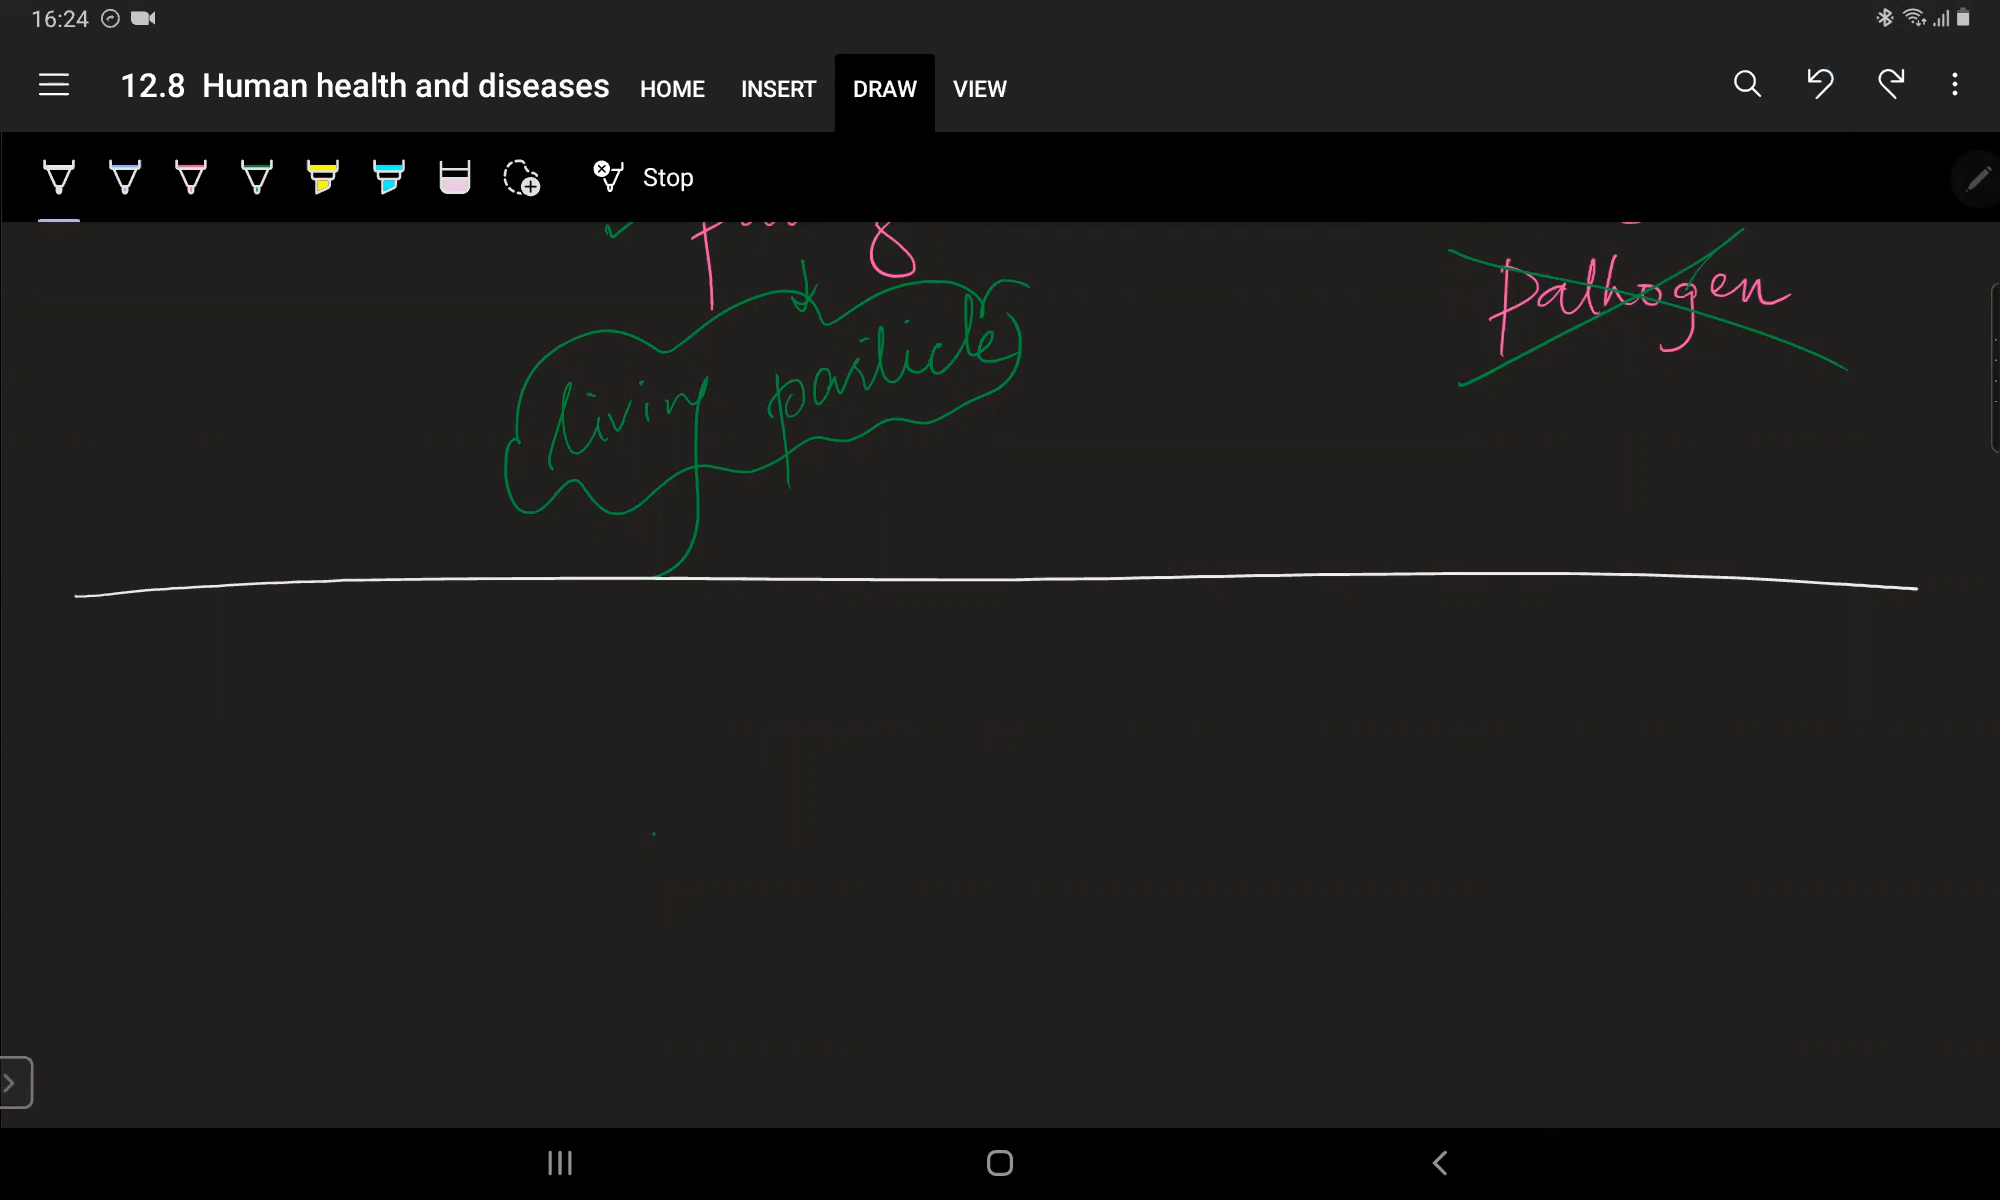 16:24
12.8 Human health and diseases HOME INSERT DRAW VIEW
Stop
pathogen
living particle